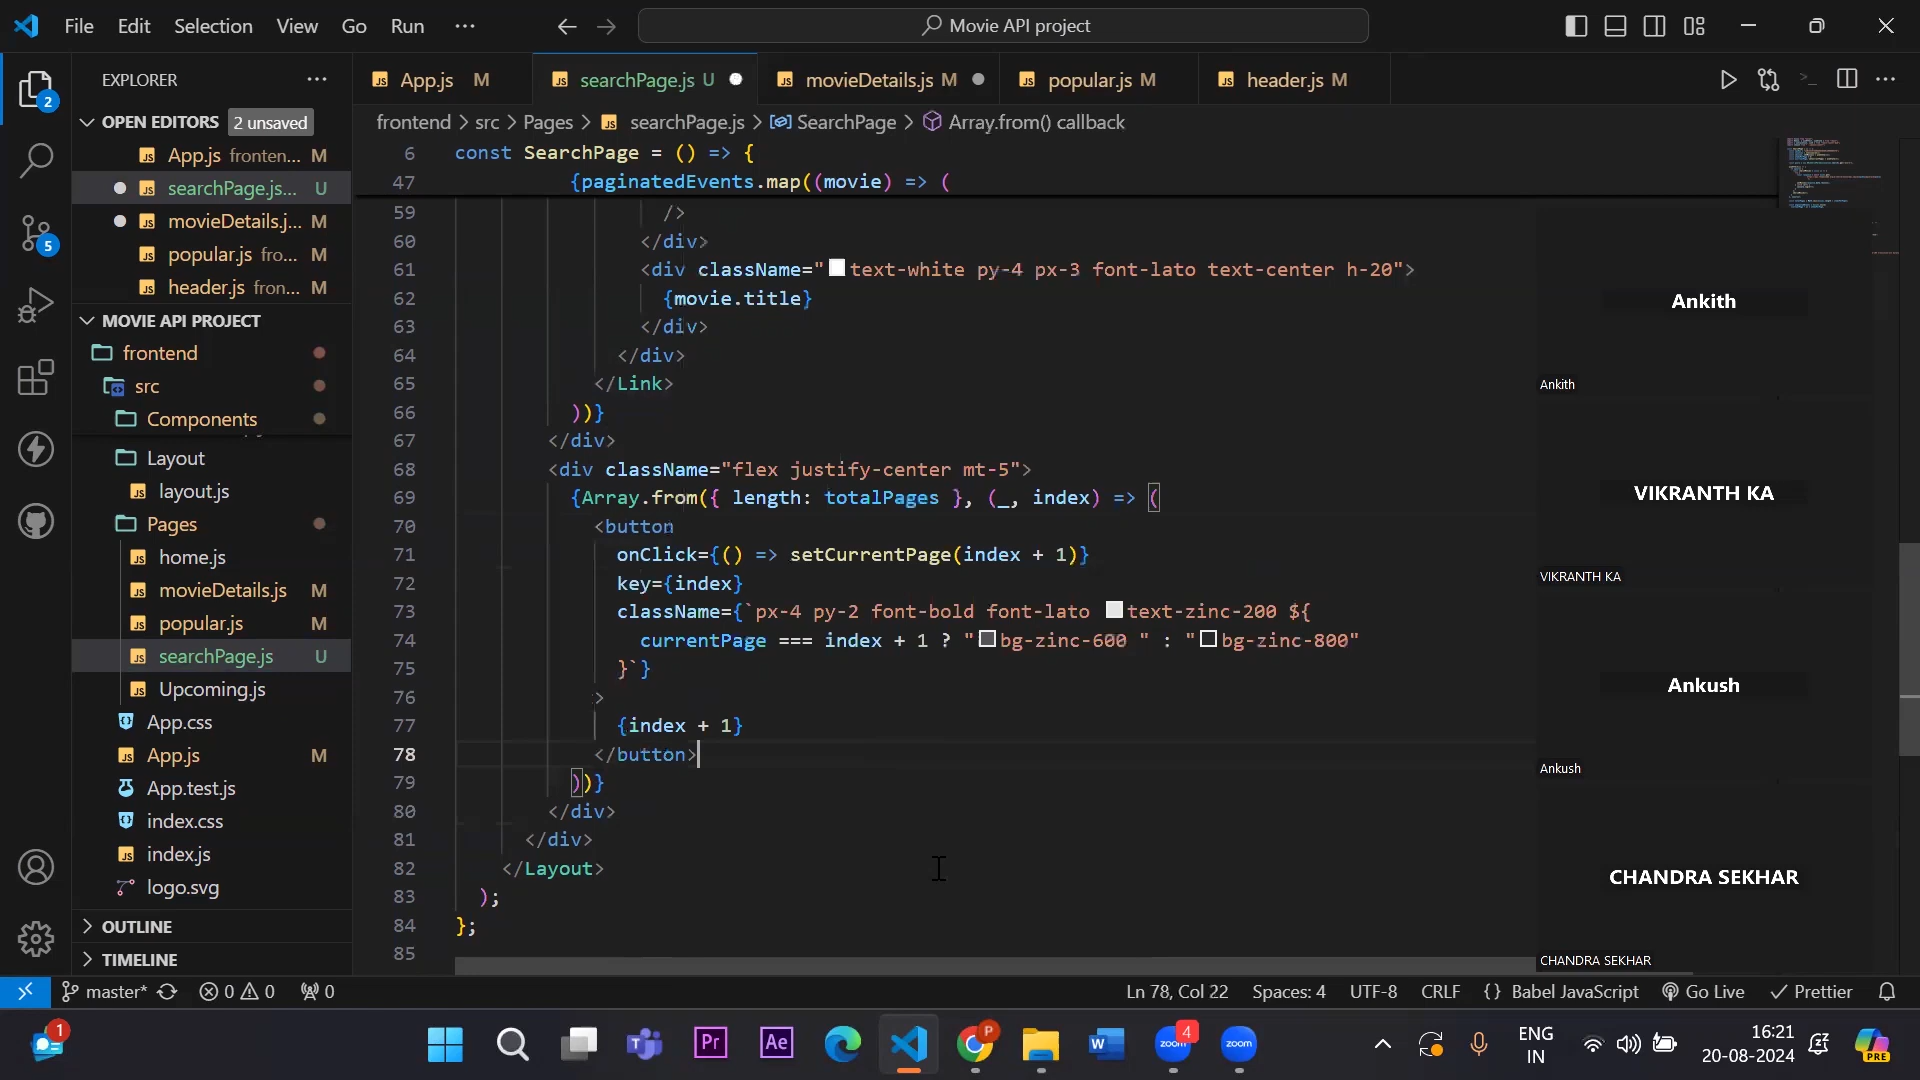 File Edit Selection View Go Run ···
Movie API project
EXPLORER ···
App.js M
searchPage.js U
movieDetails.js M
popular.js M
header.js M
OPEN EDITORS 2 unsaved
App.js fronten... M
searchPage.js... U
movieDetails.j... M
popular.js fro... M
header.js fron... M
MOVIE API PROJECT
frontend
src
Components
Layout
layout.js
Pages
home.js
movieDetails.js M
popular.js M
searchPage.js U
Upcoming.js
App.css
App.js M
App.test.js
index.css
index.js
logo.svg
OUTLINE
TIMELINE
2
5
frontend > src > Pages > searchPage.js > SearchPage > Array.from() callback
6 const SearchPage = () => {
47 {paginatedEvents.map((movie) => (
59 />
60 </div>
61 <div className="text-white py-4 px-3 font-lato text-center h-20">
62 {movie.title}
63 </div>
64 </div>
65 </Link>
66 ))}
67 </div>
68 <div className="flex justify-center mt-5">
69 {Array.from({ length: totalPages }, (_, index) => (
70 <button
71 onClick={() => setCurrentPage(index + 1)}
72 key={index}
73 className={`px-4 py-2 font-bold font-lato text-zinc-200 ${
74 currentPage === index + 1 ? "bg-zinc-600 " : "bg-zinc-800"
75 }`}
76 >
77 {index + 1}
78 </button>
79 ))}
80 </div>
81 </div>
82 </Layout>
83 );
84 };
85
Ankith
Ankith
VIKRANTH KA
VIKRANTH KA
Ankush
Ankush
CHANDRA SEKHAR
CHANDRA SEKHAR
master* 0 0 0
Ln 78, Col 22 Spaces: 4 UTF-8 CRLF {} Babel JavaScript Go Live Prettier
1
Pr
Ae
P
W
zoom 4
zoom
ENG
IN
16:21
20-08-2024
PRE